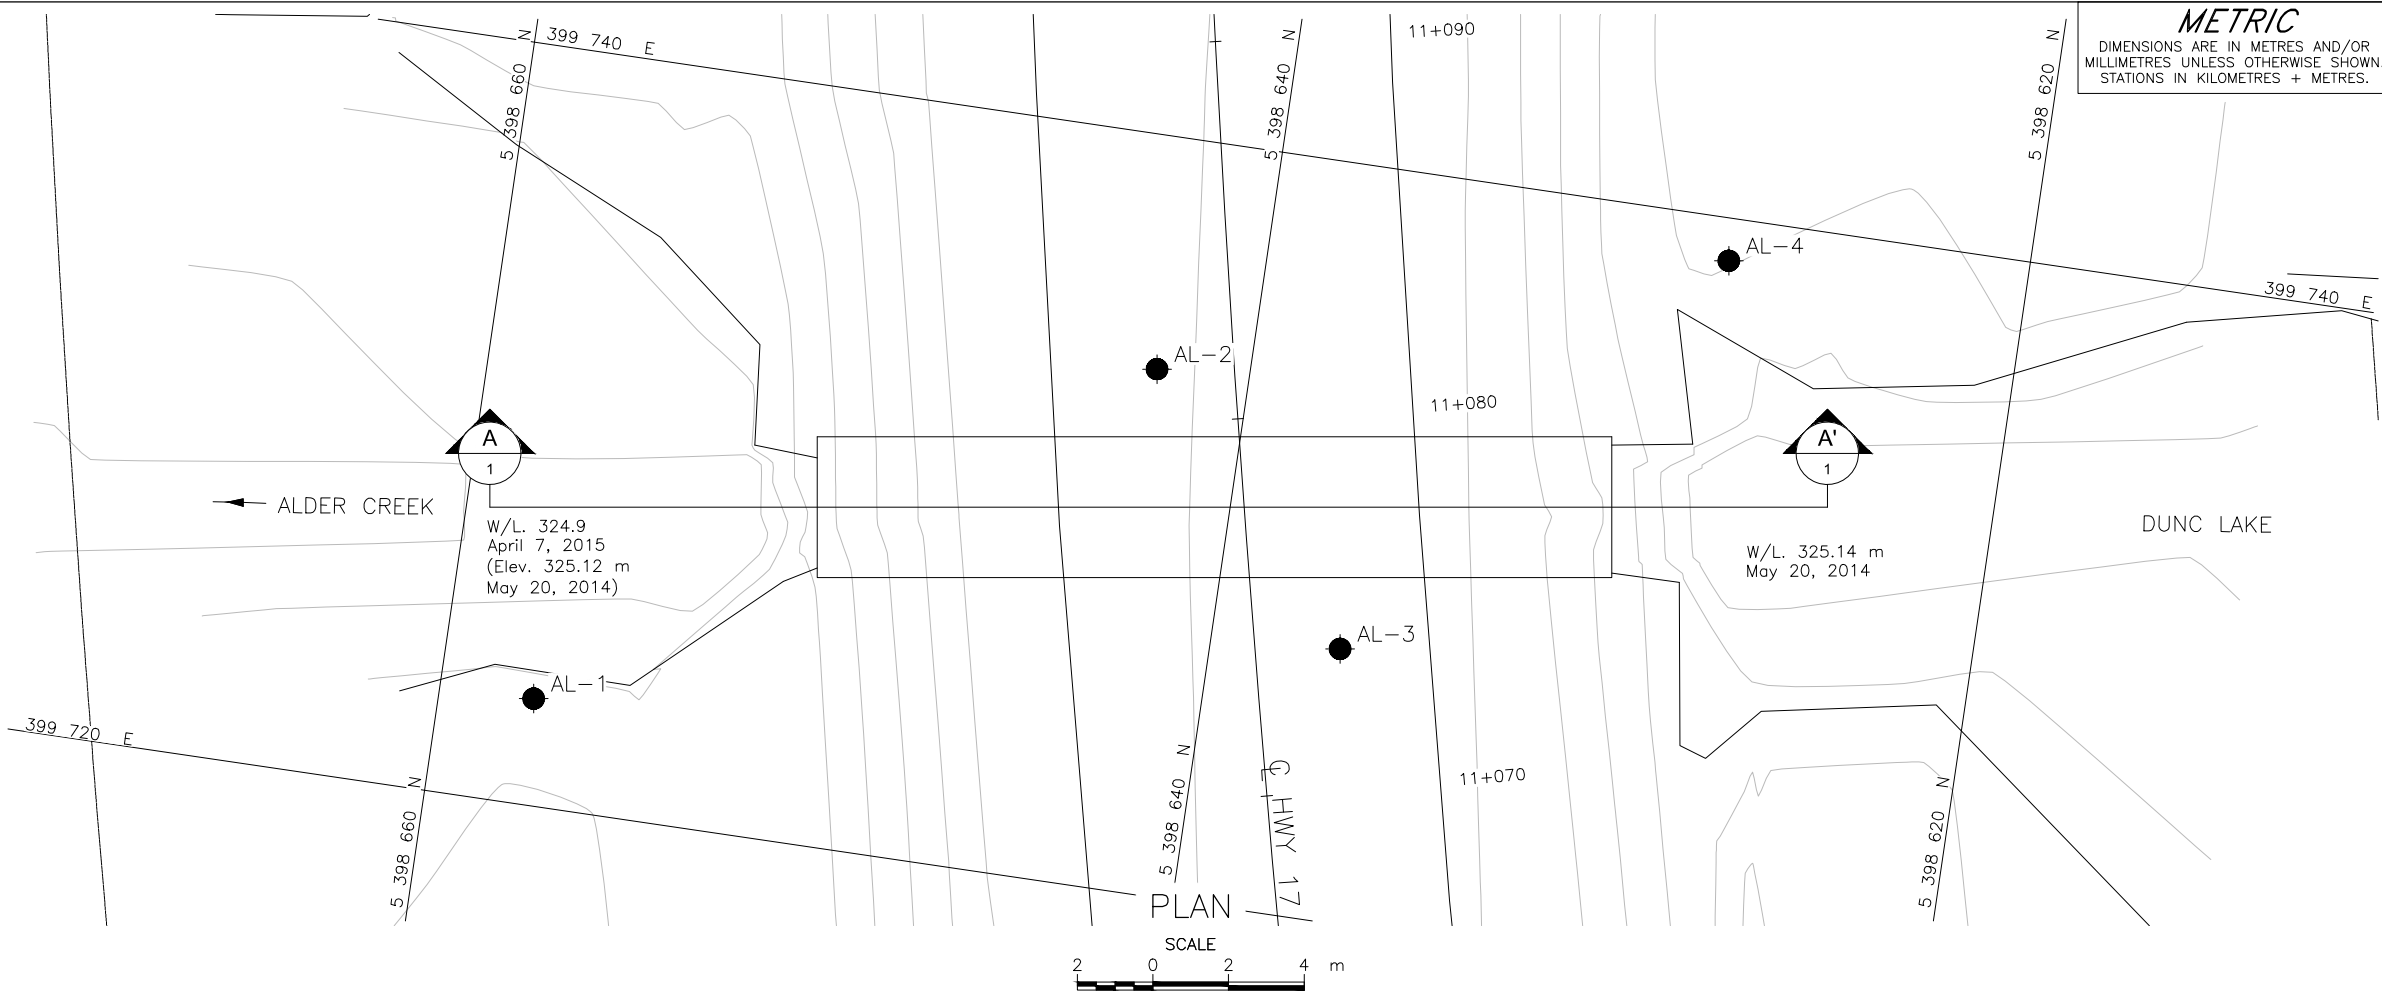 METRIC
DIMENSIONS ARE IN METRES AND/OR
MILLIMETRES UNLESS OTHERWISE SHOWN.
STATIONS IN KILOMETRES + METRES.
399 740 E
5 398 660 N
5 398 640 N
5 398 620 N
11+090
AL-4
399 740 E
AL-2
11+080
A
1
A'
1
ALDER CREEK
W/L. 324.9
April 7, 2015
(Elev. 325.12 m
May 20, 2014)
W/L. 325.14 m
May 20, 2014
DUNC LAKE
AL-3
AL-1
399 720 E
11+070
5 398 660 N
5 398 640 N
CL HWY 17
5 398 620 N
PLAN
SCALE
2 0 2 4 m